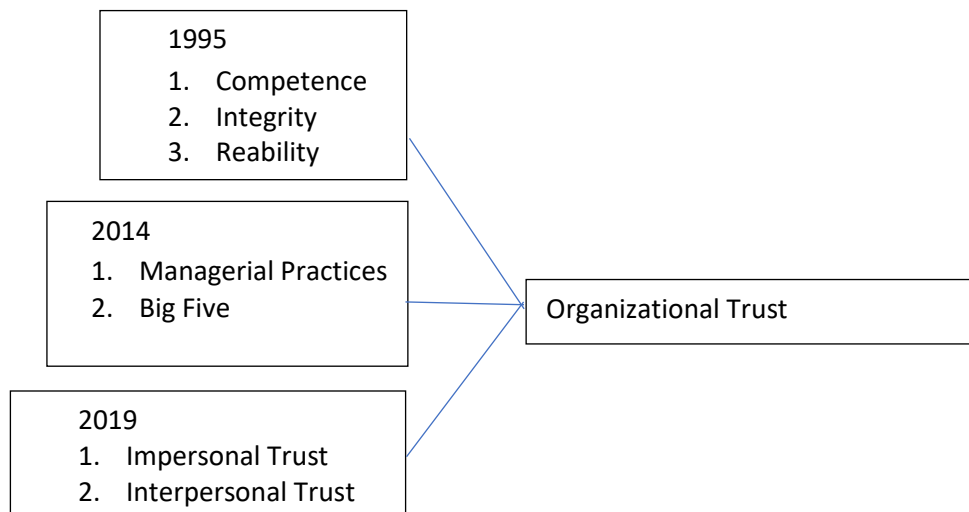 1995
1. Competence
2. Integrity
3. Reability
2014
1. Managerial Practices
2. Big Five
Organizational Trust
2019
1. Impersonal Trust
2. Interpersonal Trust